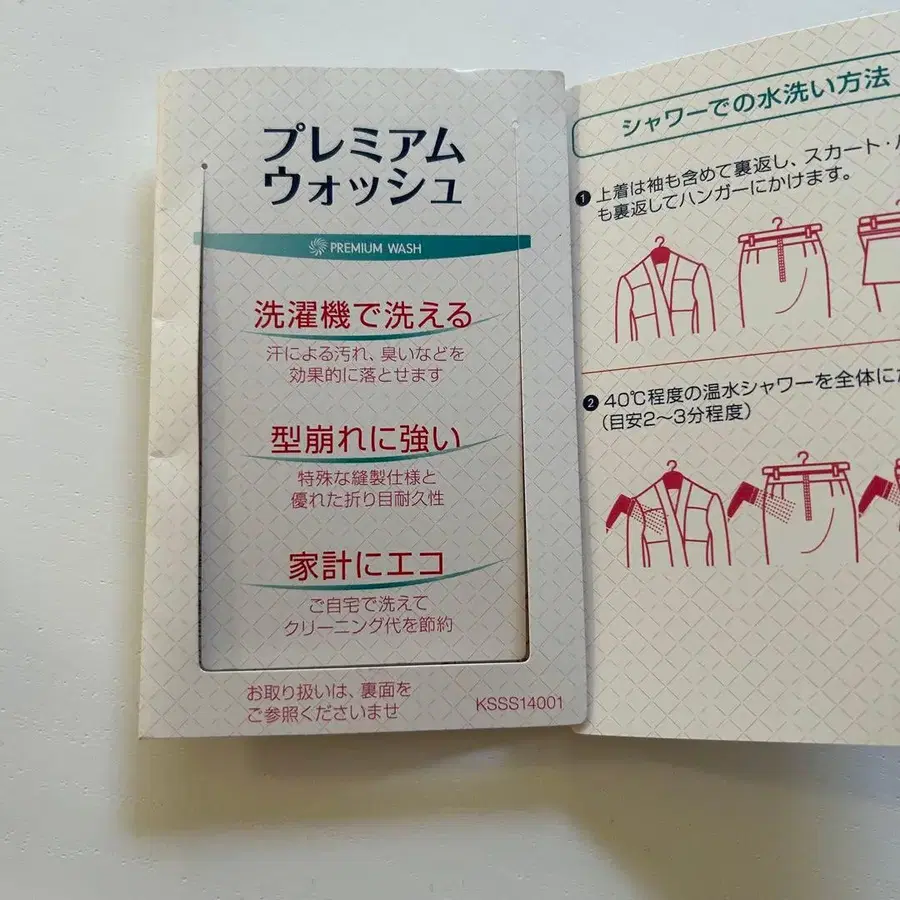 プレミアム
ウォッシュ
PREMIUM WASH
洗濯機で洗える
汗による汚れ、臭いなどを
効果的に落とせます
型崩れに強い
特殊な縫製仕様と
優れた折り目耐久性
家計にエコ
ご自宅で洗えて
クリーニング代を節約
お取り扱いは、裏面を
ご参照くださいませ
KSSS14001
シャワーでの水洗い方法
❶ 上着は袖も含めて裏返し、スカート・
も裏返してハンガーにかけます。
❷ 40℃程度の温水シャワーを全体に
(目安2〜3分程度)